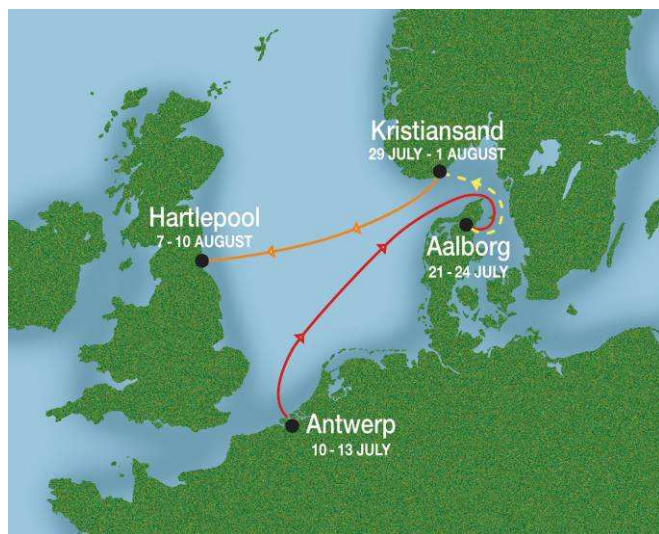 Kristiansand
29 JULY - 1 AUGUST
Hartlepool
7 - 10 AUGUST
Aalborg
21 - 24 JULY
Antwerp
10 - 13 JULY